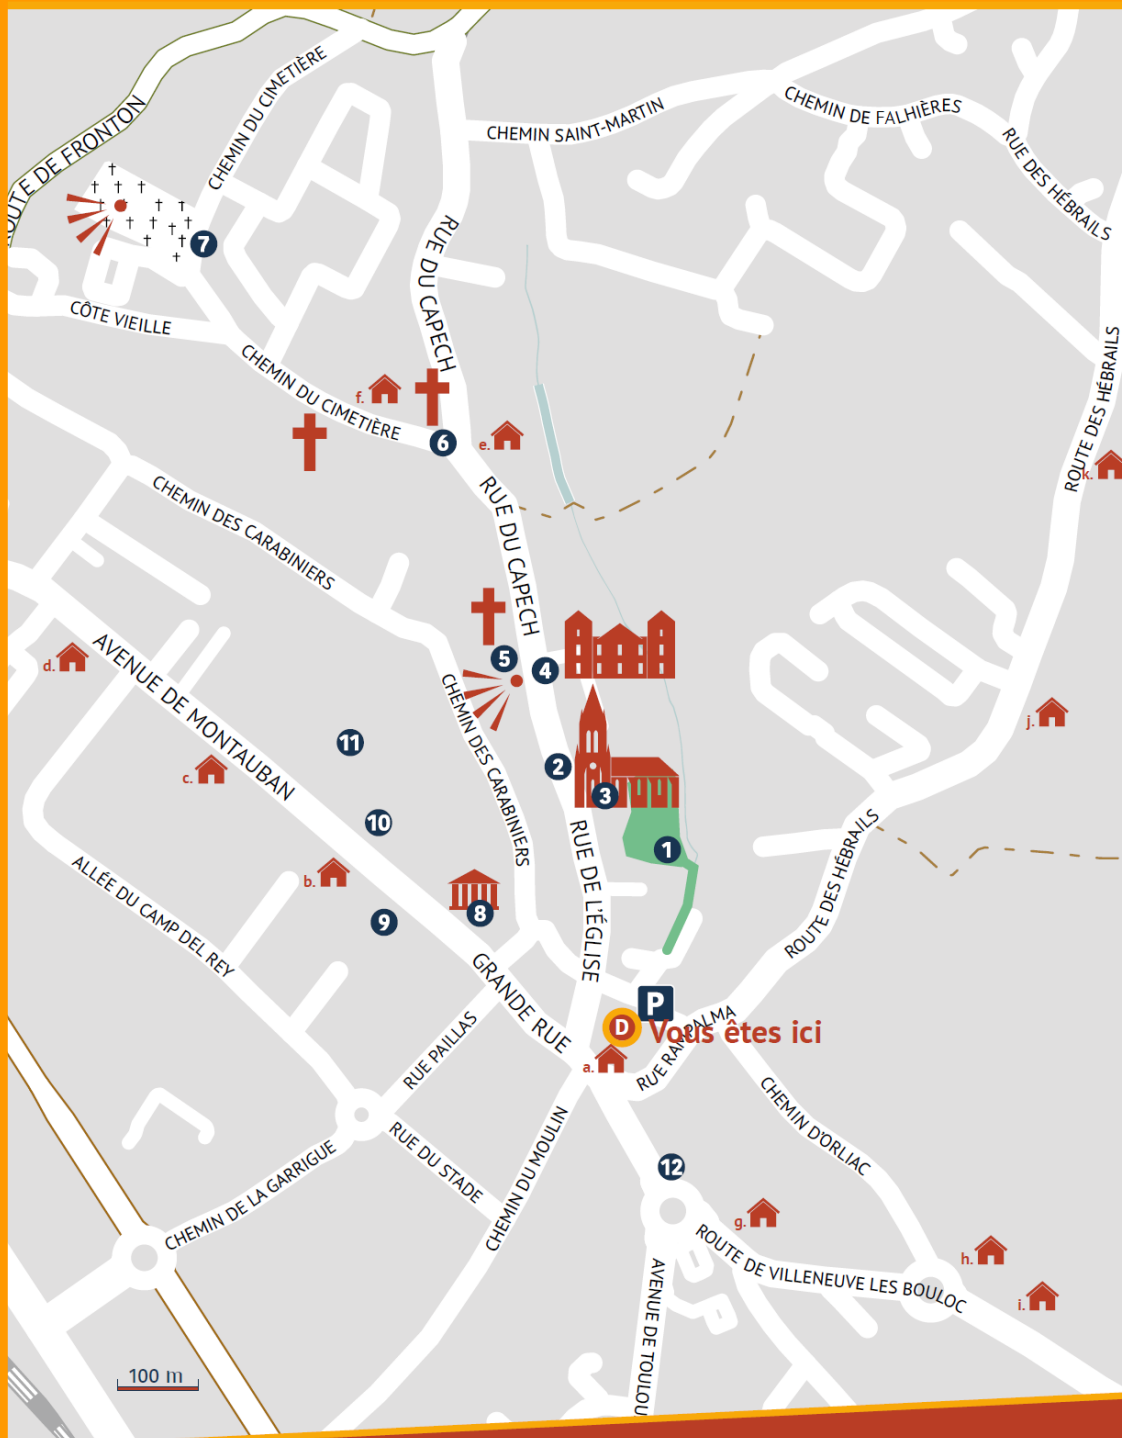 CHEMIN DU CIMETIÈRE
ROUTE DE FRONTON
CHEMIN SAINT-MARTIN
CHEMIN DE FALHIÈRES
RUE DES HÉBRAILS
7
RUE DU CAPECH
CÔTE VIEILLE
CHEMIN DU CIMETIÈRE
ROUTE DES HÉBRAILS
f.
6
e.
k.
CHEMIN DES CARABINIERS
RUE DU CAPECH
d.
AVENUE DE MONTAUBAN
5
4
CHEMIN DES CARABINIERS
j.
11
2
c.
3
10
1
RUE DE L'ÉGLISE
ROUTE DES HÉBRAILS
ALLÉE DU CAMP DEL REY
b.
9
8
GRANDE RUE
P
D
Vous êtes ici
RUE RAMPALMA
a.
RUE PAILLAS
CHEMIN D'ORLIAC
CHEMIN DU MOULIN
RUE DU STADE
CHEMIN DE LA GARRIGUE
12
g.
ROUTE DE VILLENEUVE LES BOULOC
h.
i.
AVENUE DE TOULOU
100 m